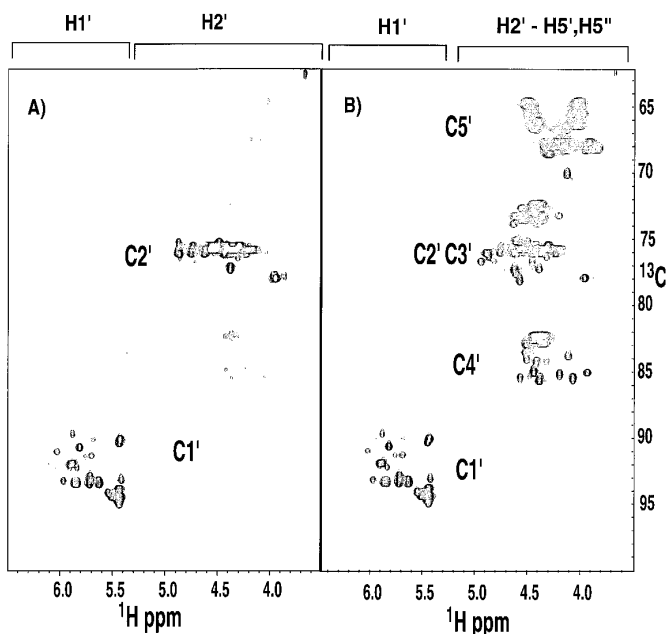 H1' H2' H1' H2' - H5',H5"
A) B)
C5'
C2' C2' C3'
C4'
C1' C1'
65
70
75
13C
80
85
90
95
6.0 5.5 5.0 4.5 4.0 6.0 5.5 5.0 4.5 4.0
1H ppm 1H ppm